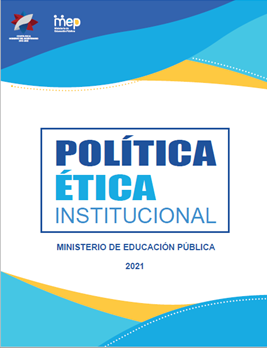 mep
POLÍTICA
ÉTICA
INSTITUCIONAL
MINISTERIO DE EDUCACIÓN PÚBLICA
2021